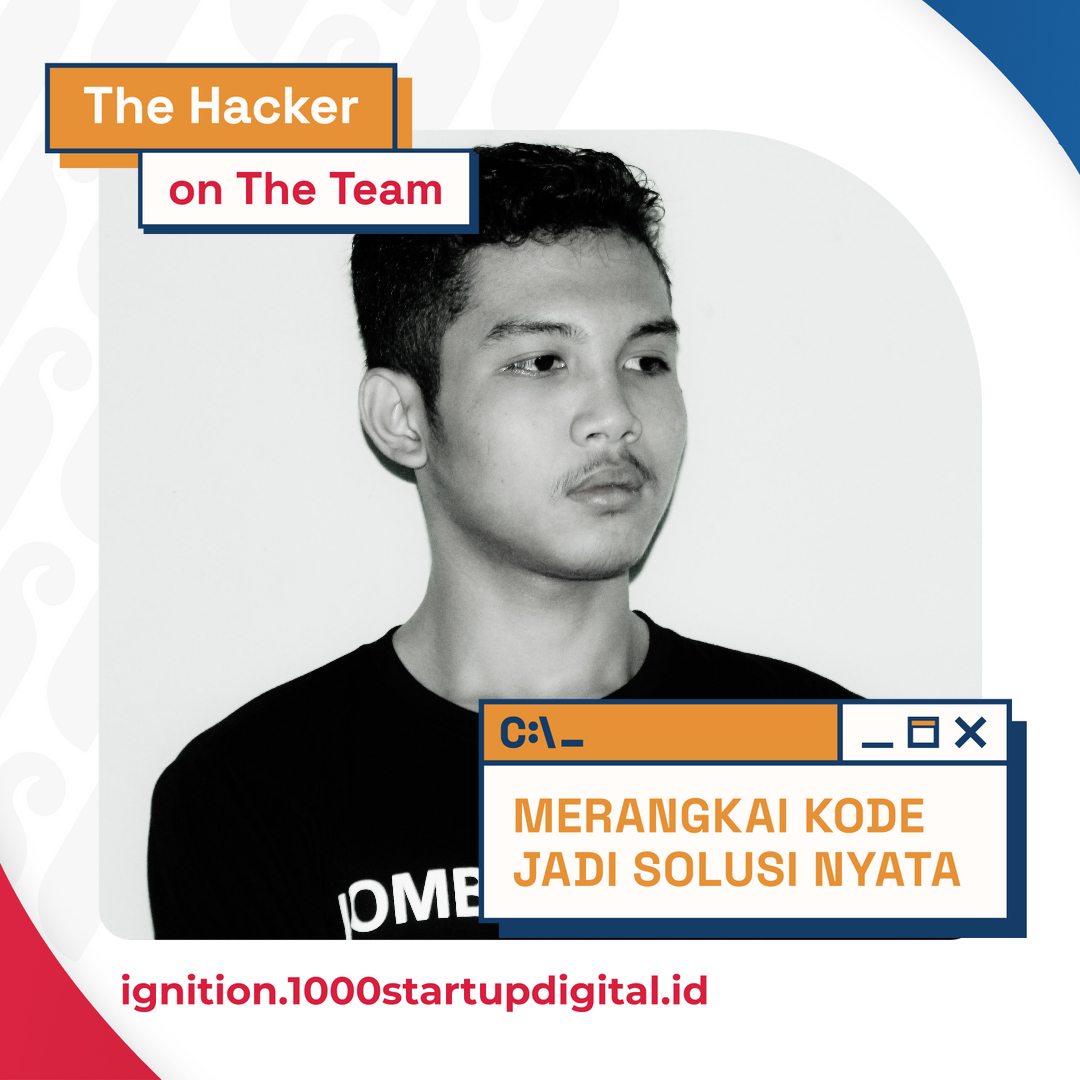 The Hacker
on The Team
C:\_
MERANGKAI KODE
JADI SOLUSI NYATA
ignition.1000startupdigital.id